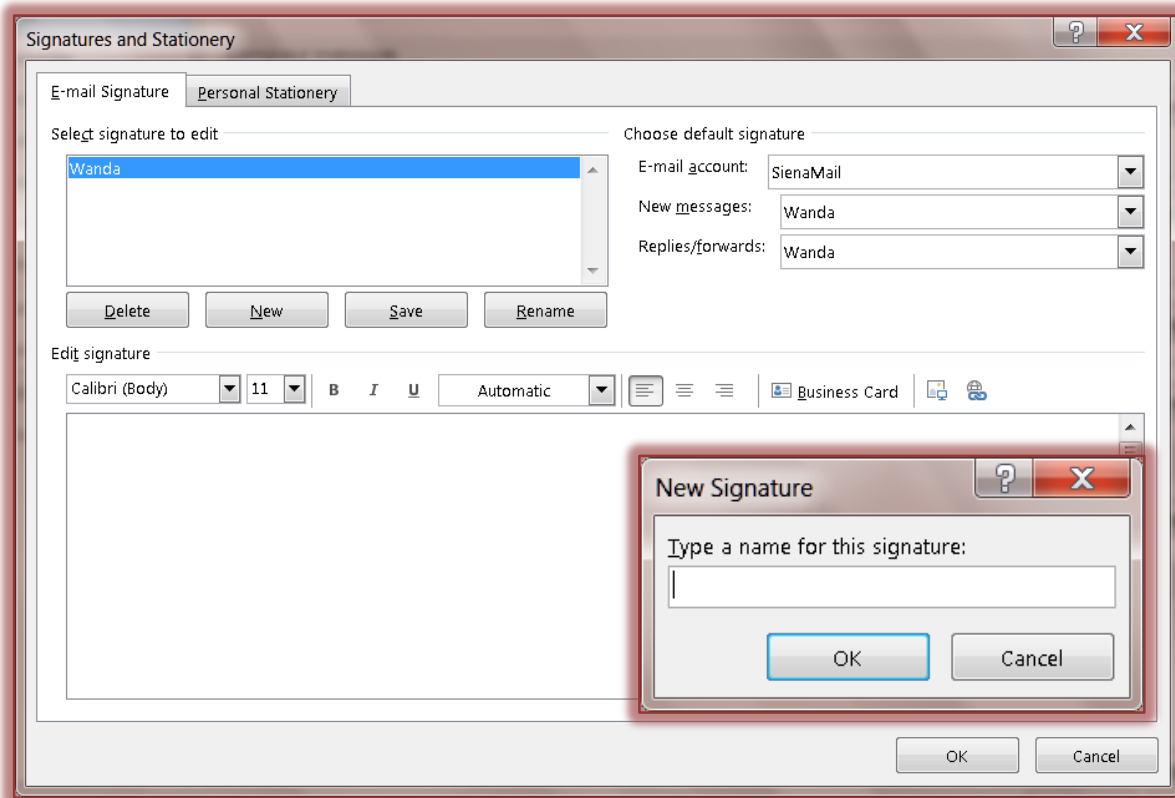 Signatures and Stationery
E-mail Signature
Personal Stationery
Select signature to edit
Choose default signature
Wanda
E-mail account:
SienaMail
New messages:
Wanda
Replies/forwards:
Wanda
Delete
New
Save
Rename
Edit signature
Calibri (Body)
11
B
I
U
Automatic
Business Card
New Signature
Type a name for this signature:
OK
Cancel
OK
Cancel